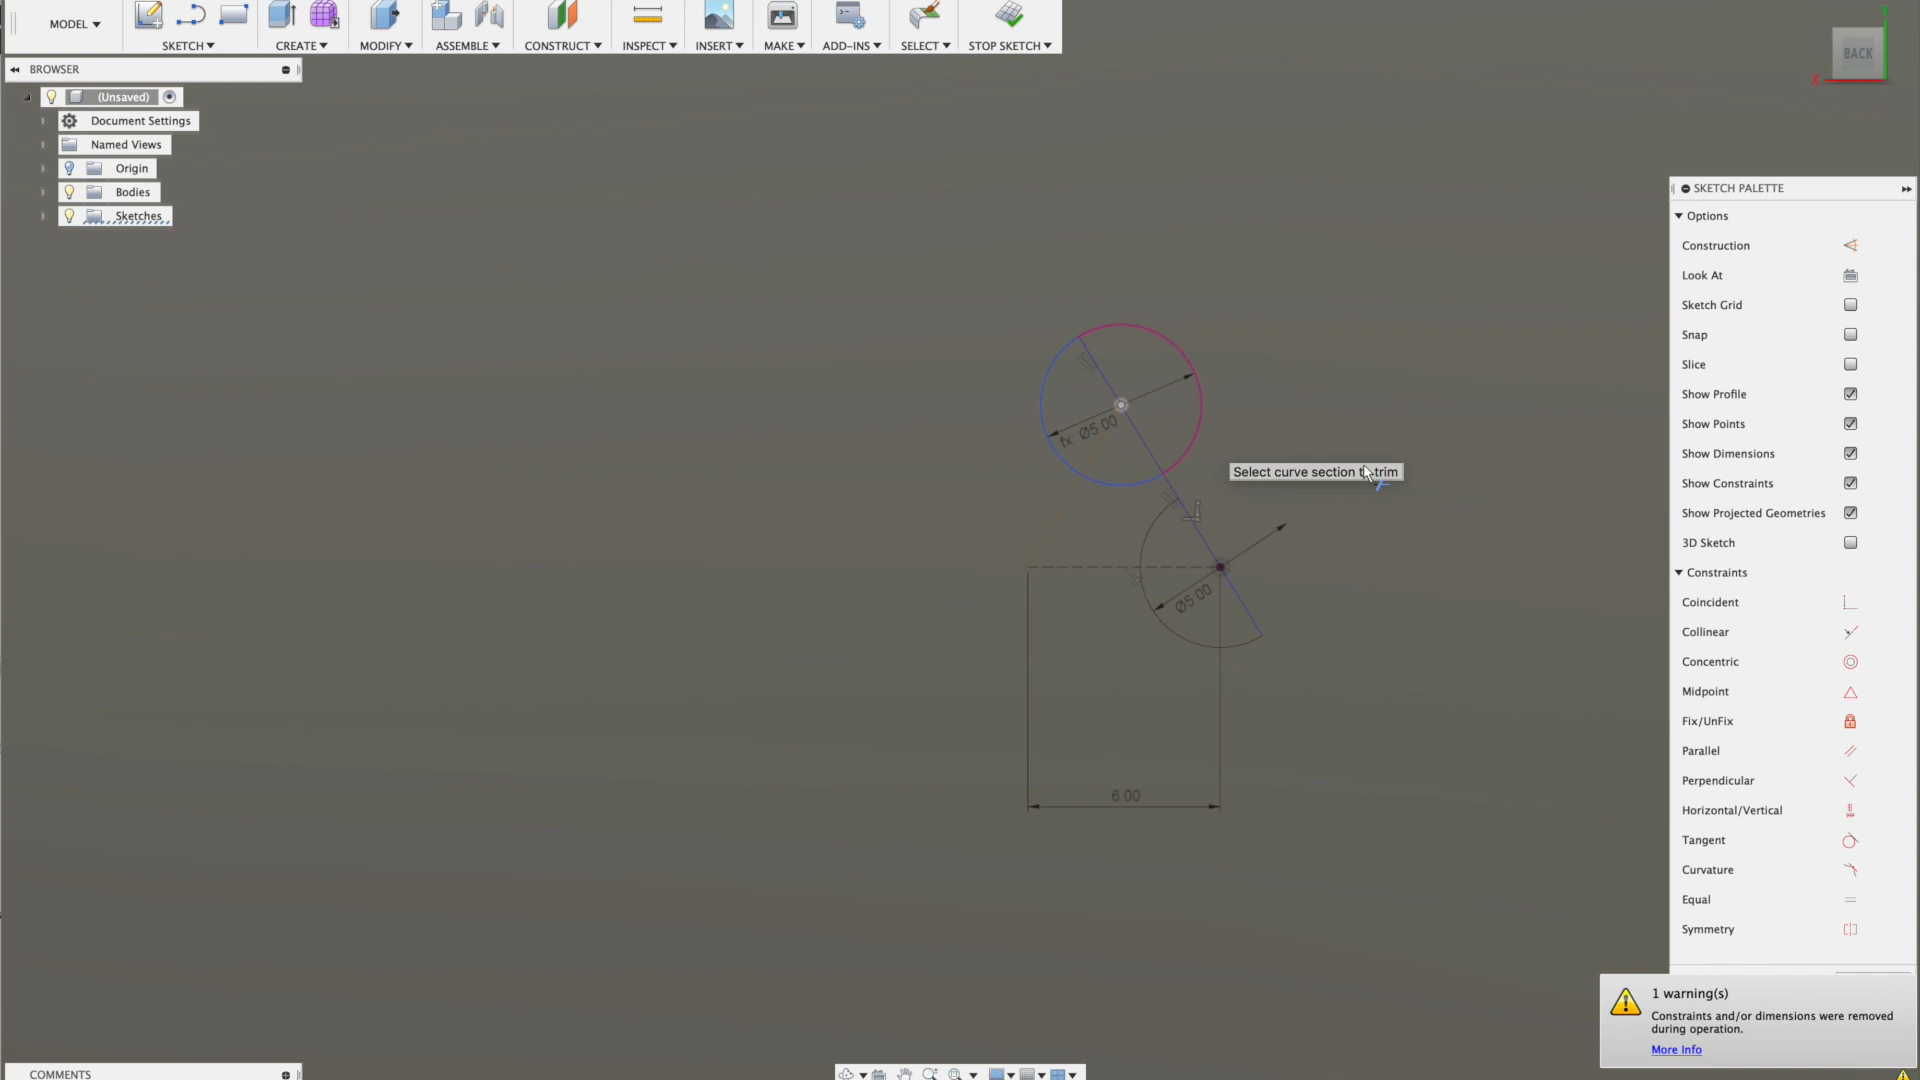 MODEL ▼
SKETCH ▼
CREATE ▼
MODIFY ▼
ASSEMBLE ▼
CONSTRUCT ▼
INSPECT ▼
INSERT ▼
MAKE ▼
ADD-INS ▼
SELECT ▼
STOP SKETCH ▼
BROWSER
(Unsaved)
Document Settings
Named Views
Origin
Bodies
Sketches
Y
BACK
X
fx: Ø5.00
Select curve section t trim
Ø5.00
6.00
SKETCH PALETTE
Options
Construction
Look At
Sketch Grid
Snap
Slice
Show Profile
Show Points
Show Dimensions
Show Constraints
Show Projected Geometries
3D Sketch
Constraints
Coincident
Collinear
Concentric
Midpoint
Fix/UnFix
Parallel
Perpendicular
Horizontal/Vertical
Tangent
Curvature
Equal
Symmetry
1 warning(s)
Constraints and/or dimensions were removed
during operation.
More Info
COMMENTS